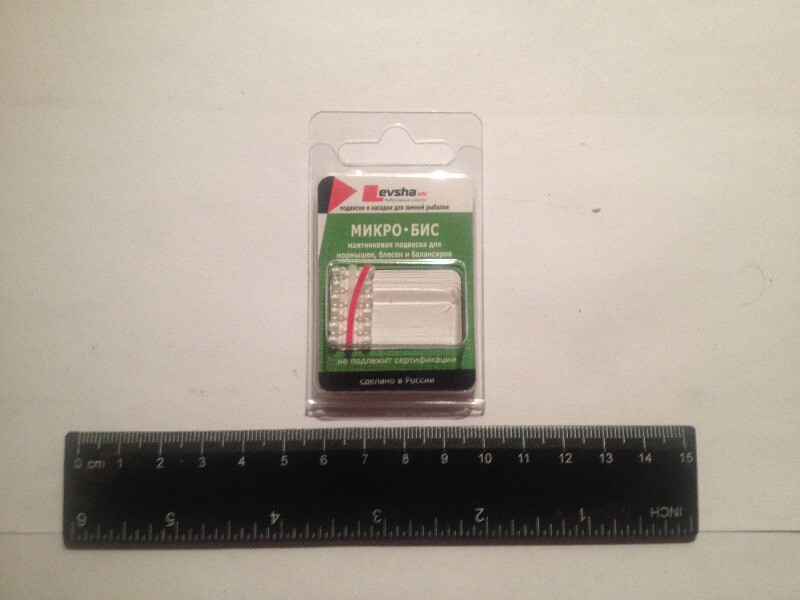 Levsha
подвески и насадки для зимней рыбалки
МИКРО•БИС
маятниковая подвеска для
мормышек, блесен и балансиров
не подлежит сертификации
сделано в России
0 cm 1 2 3 4 5 6 7 8 9 10 11 12 13 14 15
6 5 4 3 2 1 INCH